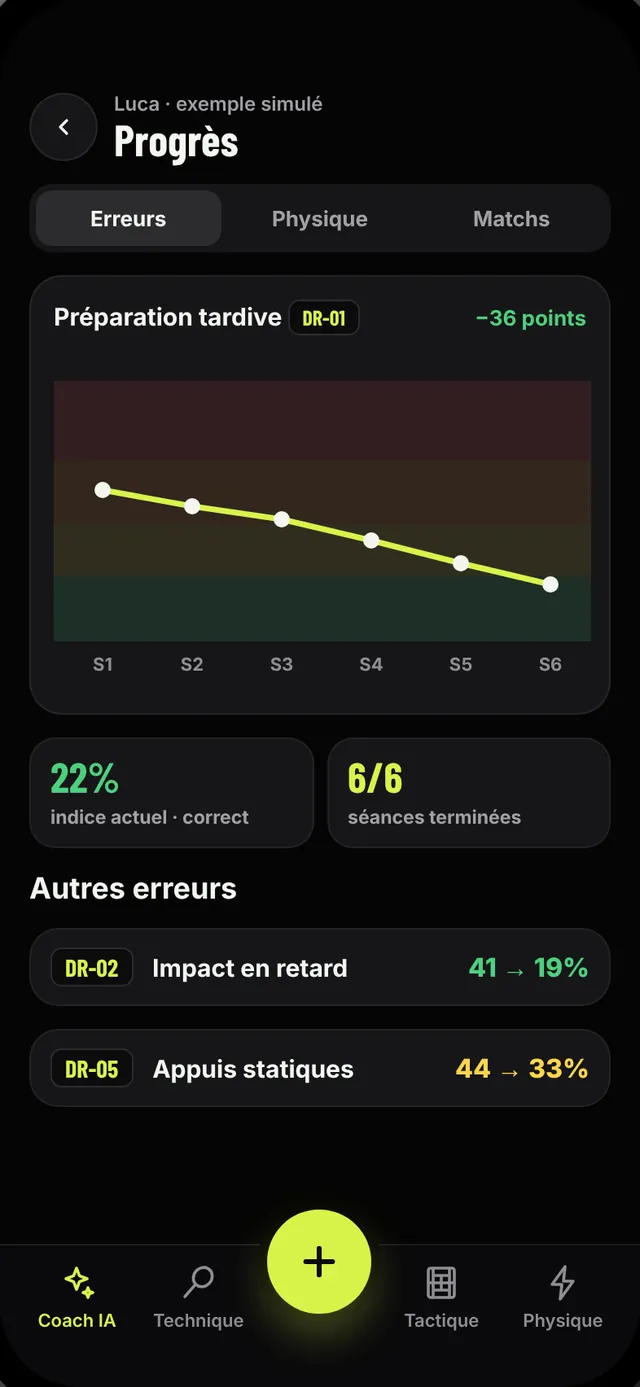 Luca · exemple simulé
Progrès
Erreurs Physique Matchs
Préparation tardive DR-01 −36 points
S1 S2 S3 S4 S5 S6
22% 6/6
indice actuel · correct séances terminées
Autres erreurs
DR-02 Impact en retard 41 → 19%
DR-05 Appuis statiques 44 → 33%
Coach IA Technique Tactique Physique